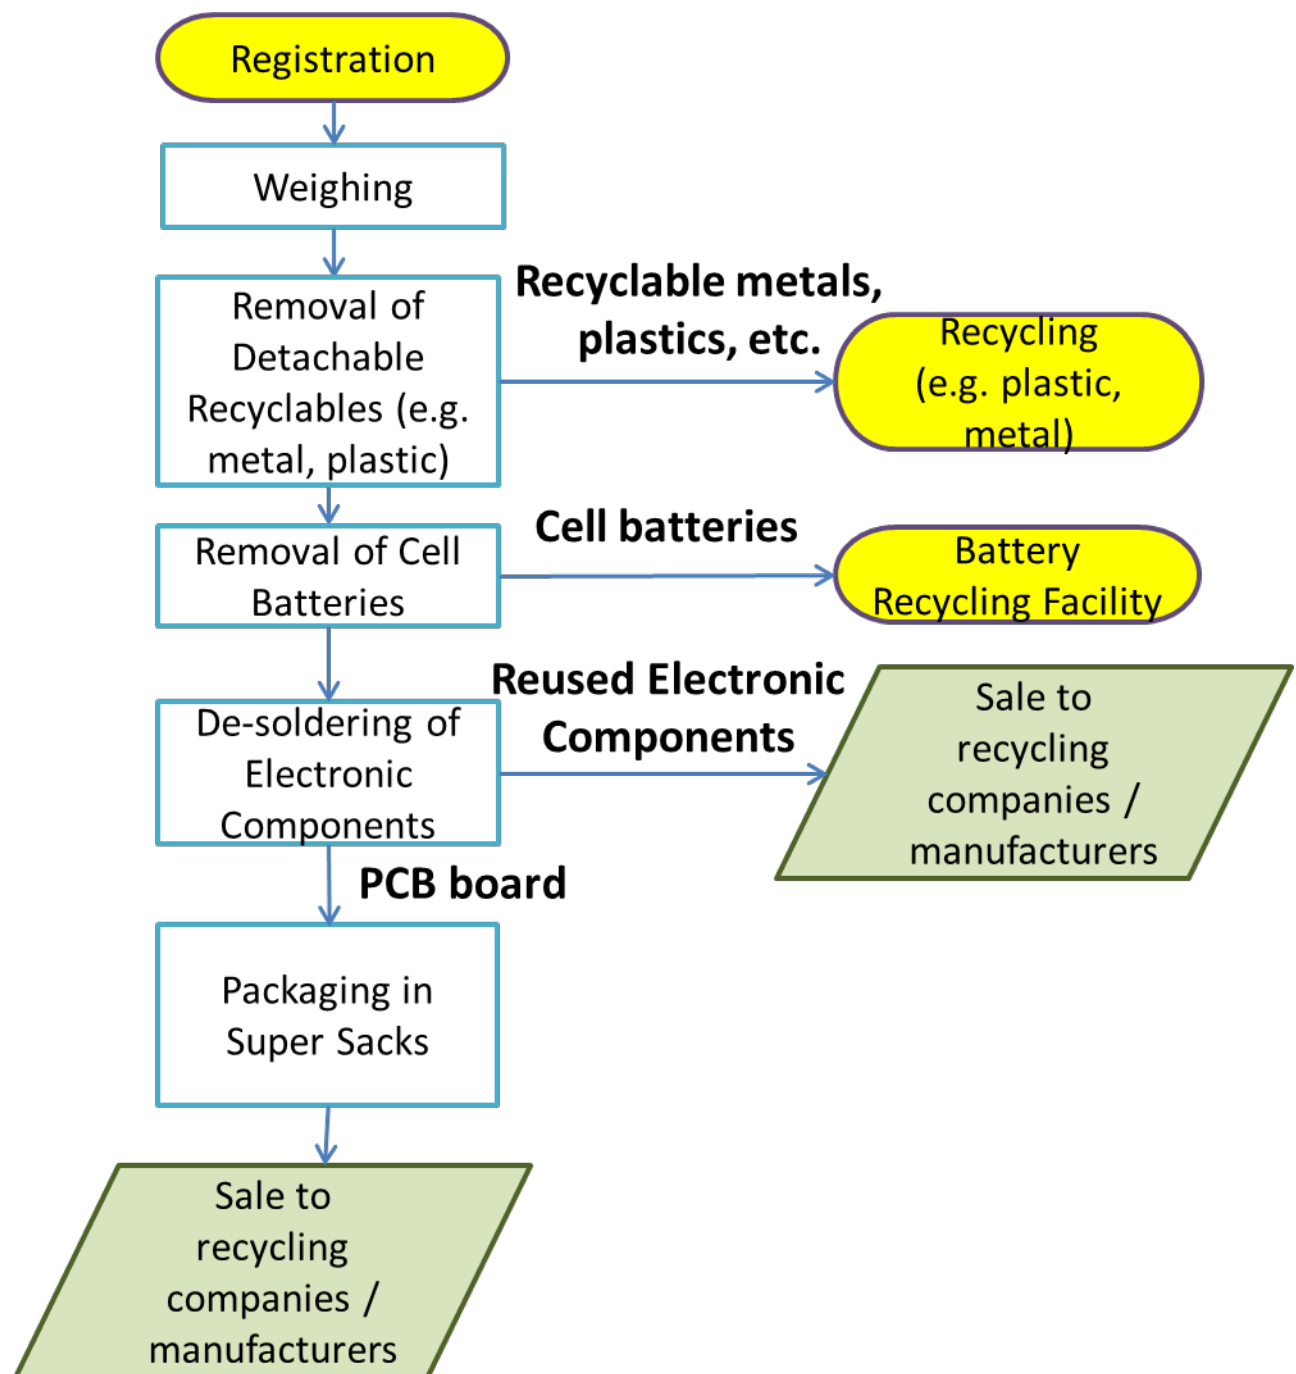 Registration
Weighing
Removal of
Detachable
Recyclables (e.g.
metal, plastic)
Recyclable metals,
plastics, etc.
Recycling
(e.g. plastic,
metal)
Removal of Cell
Batteries
Cell batteries
Battery
Recycling Facility
De-soldering of
Electronic
Components
Reused Electronic
Components
Sale to
recycling
companies /
manufacturers
PCB board
Packaging in
Super Sacks
Sale to
recycling
companies /
manufacturers